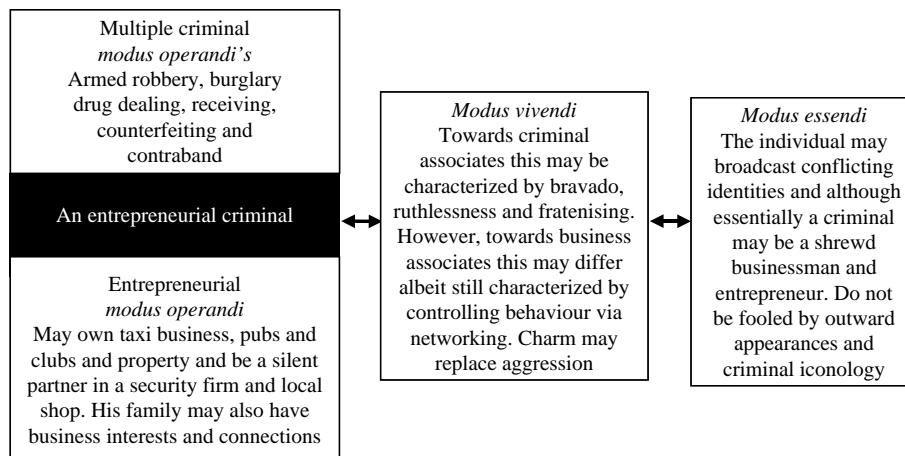 Multiple criminal
modus operandi's
Armed robbery, burglary
drug dealing, receiving,
counterfeiting and
contraband
An entrepreneurial criminal
Entrepreneurial
modus operandi
May own taxi business, pubs and
clubs and property and be a silent
partner in a security firm and local
shop. His family may also have
business interests and connections
Modus vivendi
Towards criminal
associates this may be
characterized by bravado,
ruthlessness and fratenising.
However, towards business
associates this may differ
albeit still characterized by
controlling behaviour via
networking. Charm may
replace aggression
Modus essendi
The individual may
broadcast conflicting
identities and although
essentially a criminal
may be a shrewd
businessman and
entrepreneur. Do not
be fooled by outward
appearances and
criminal iconology